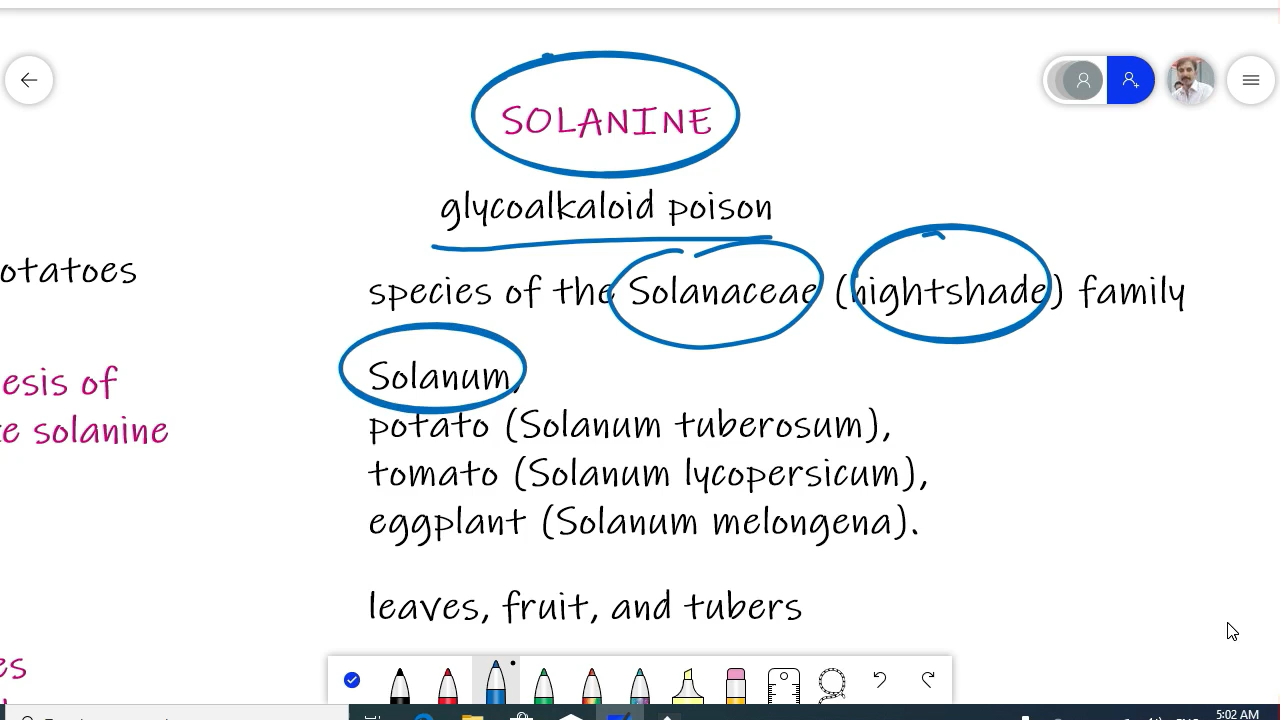 SOLANINE
glycoalkaloid poison
otatoes
species of the Solanaceae (nightshade) family
esis of
solanine
Solanum,
potato (Solanum tuberosum),
tomato (Solanum lycopersicum),
eggplant (Solanum melongena).
leaves, fruit, and tubers
es
5:02 AM